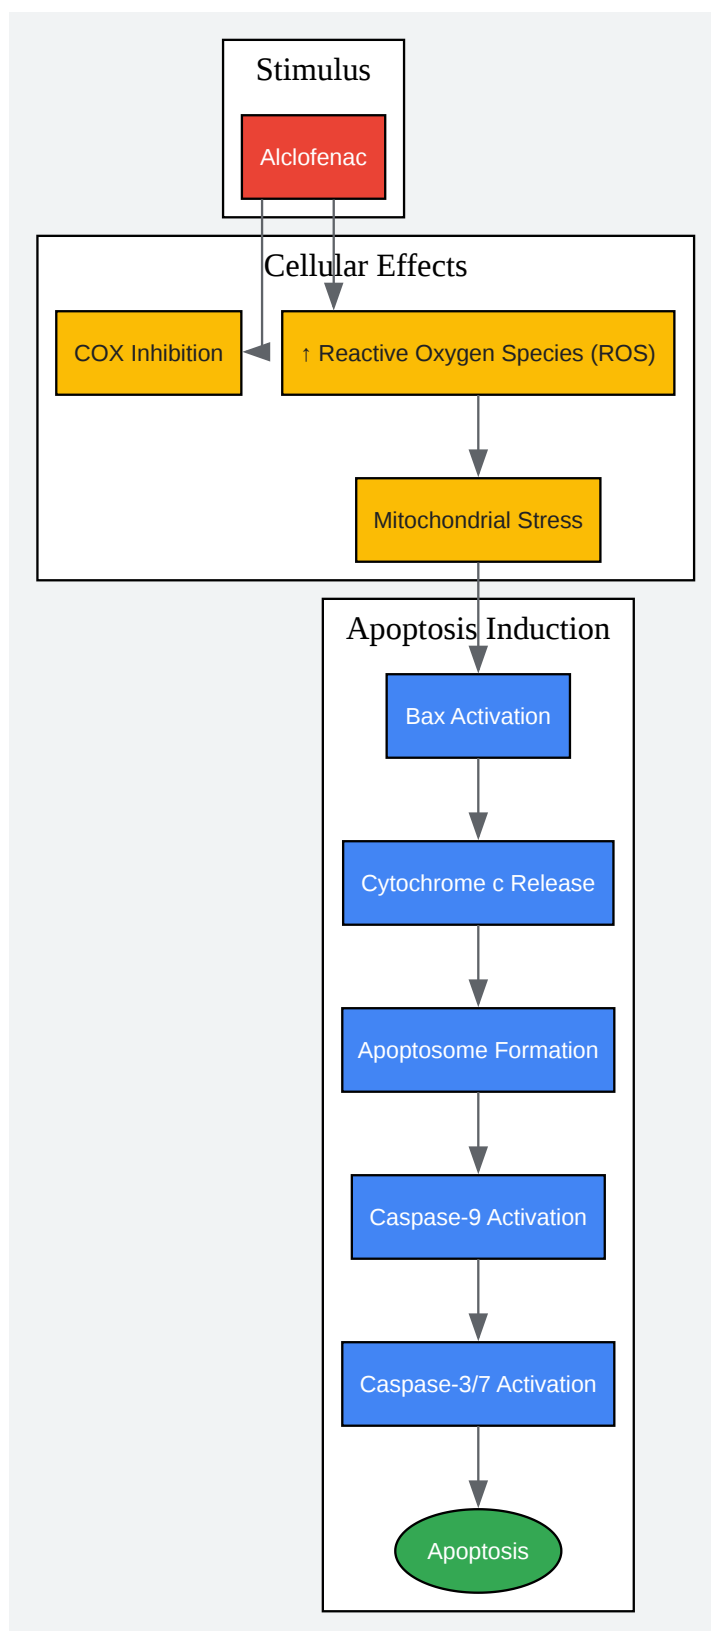 Stimulus
Alclofenac
Cellular Effects
COX Inhibition
↑ Reactive Oxygen Species (ROS)
Mitochondrial Stress
Apoptosis Induction
Bax Activation
Cytochrome c Release
Apoptosome Formation
Caspase-9 Activation
Caspase-3/7 Activation
Apoptosis